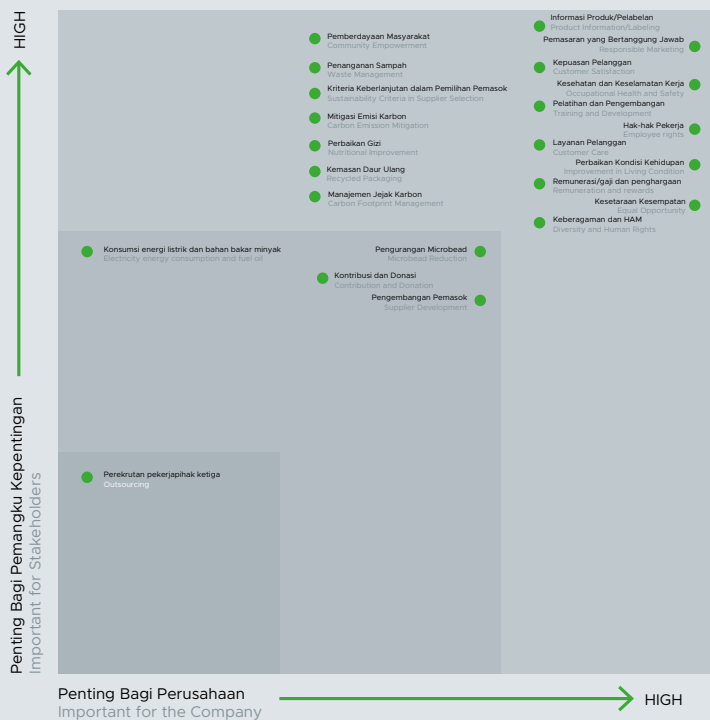 HIGH
Penting Bagi Pemangku Kepentingan
Important for Stakeholders
Pemberdayaan Masyarakat
Community Empowerment
Penanganan Sampah
Waste Management
Kriteria Keberlanjutan dalam Pemilihan Pemasok
Sustainability Criteria in Supplier Selection
Mitigasi Emisi Karbon
Carbon Emission Mitigation
Perbaikan Gizi
Nutritional Improvement
Kemasan Daur Ulang
Recycled Packaging
Manajemen Jejak Karbon
Carbon Footprint Management
Informasi Produk/Pelabelan
Product Information/Labeling
Pemasaran yang Bertanggung Jawab
Responsible Marketing
Kepuasan Pelanggan
Customer Satisfaction
Kesehatan dan Keselamatan Kerja
Occupational Health and Safety
Pelatihan dan Pengembangan
Training and Development
Hak-hak Pekerja
Employee rights
Layanan Pelanggan
Customer Care
Perbaikan Kondisi Kehidupan
Improvement in Living Condition
Remunerasi/gaji dan penghargaan
Remuneration and rewards
Kesetaraan Kesempatan
Equal Opportunity
Keberagaman dan HAM
Diversity and Human Rights
Konsumsi energi listrik dan bahan bakar minyak
Electricity energy consumption and fuel oil
Pengurangan Microbead
Microbead Reduction
Kontribusi dan Donasi
Contribution and Donation
Pengembangan Pemasok
Supplier Development
Perekrutan pekerjapihak ketiga
Outsourcing
Penting Bagi Perusahaan
Important for the Company
HIGH